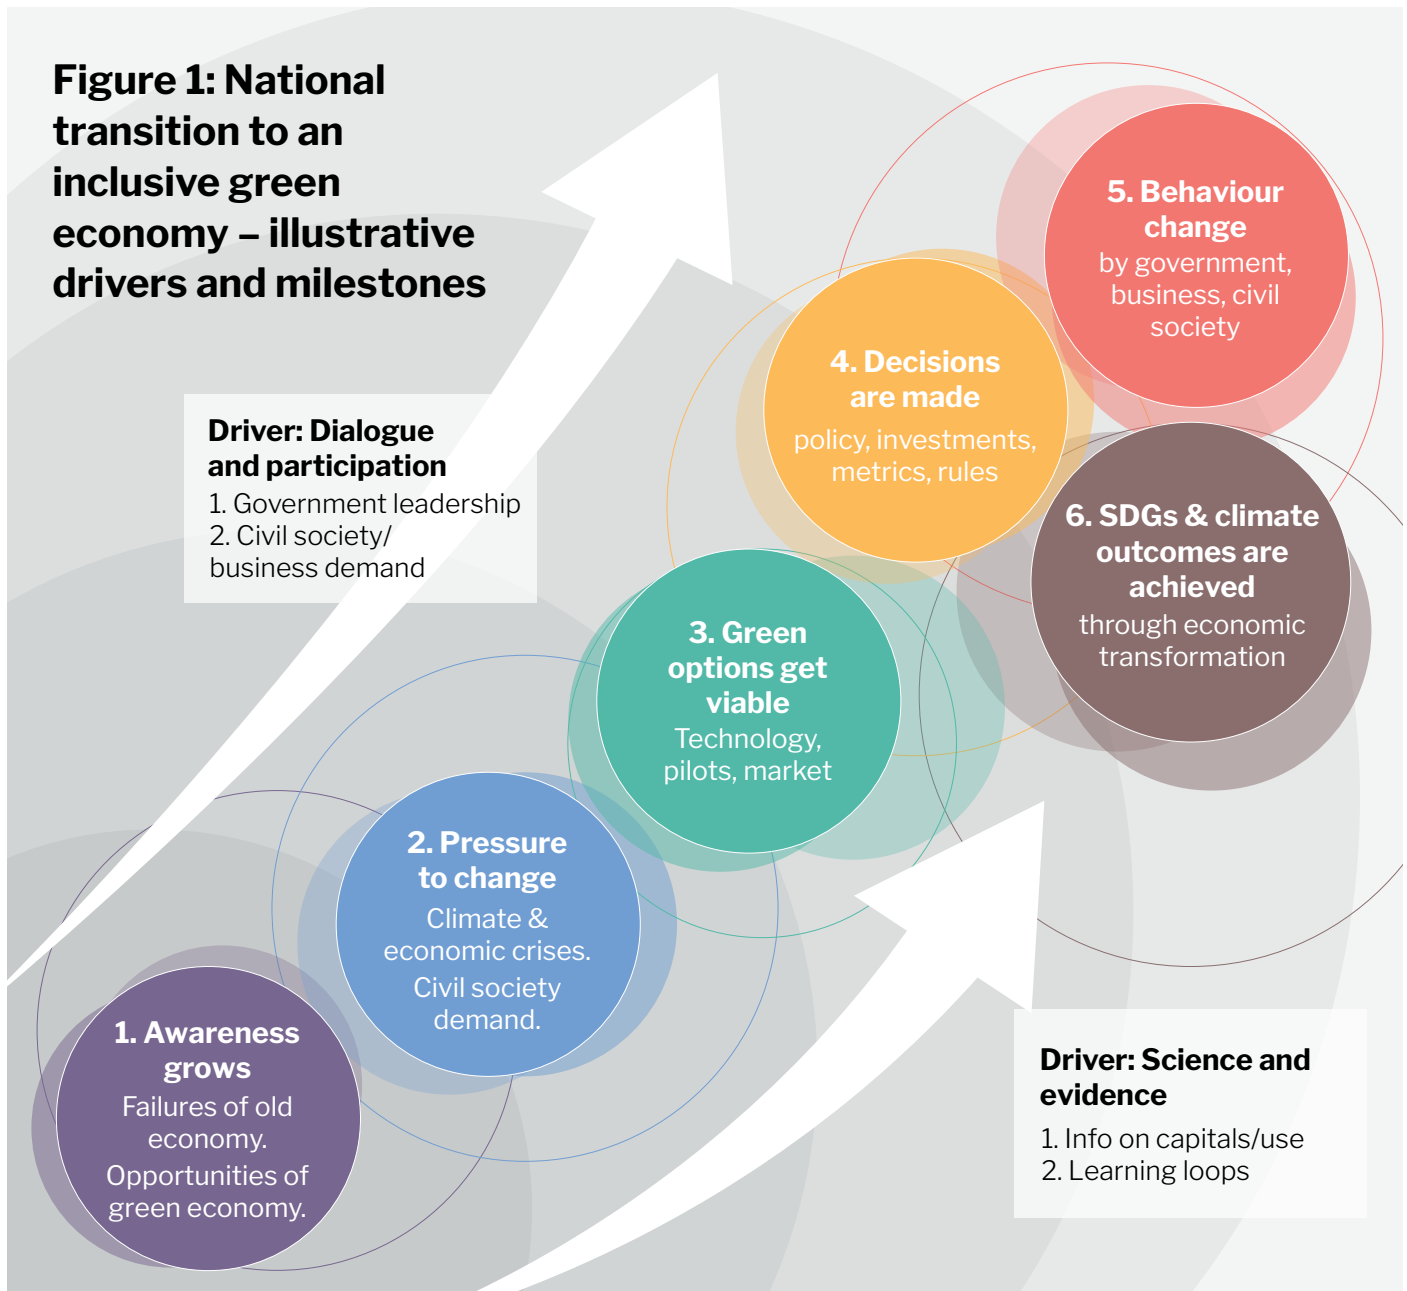 Figure 1: National
transition to an
inclusive green
economy – illustrative
drivers and milestones
Driver: Dialogue
and participation
1. Government leadership
2. Civil society/
business demand
5. Behaviour
change
by government,
business, civil
society
4. Decisions
are made
policy, investments,
metrics, rules
6. SDGs & climate
outcomes are
achieved
through economic
transformation
3. Green
options get
viable
Technology,
pilots, market
2. Pressure
to change
Climate &
economic crises.
Civil society
demand.
1. Awareness
grows
Failures of old
economy.
Opportunities of
green economy.
Driver: Science and
evidence
1. Info on capitals/use
2. Learning loops